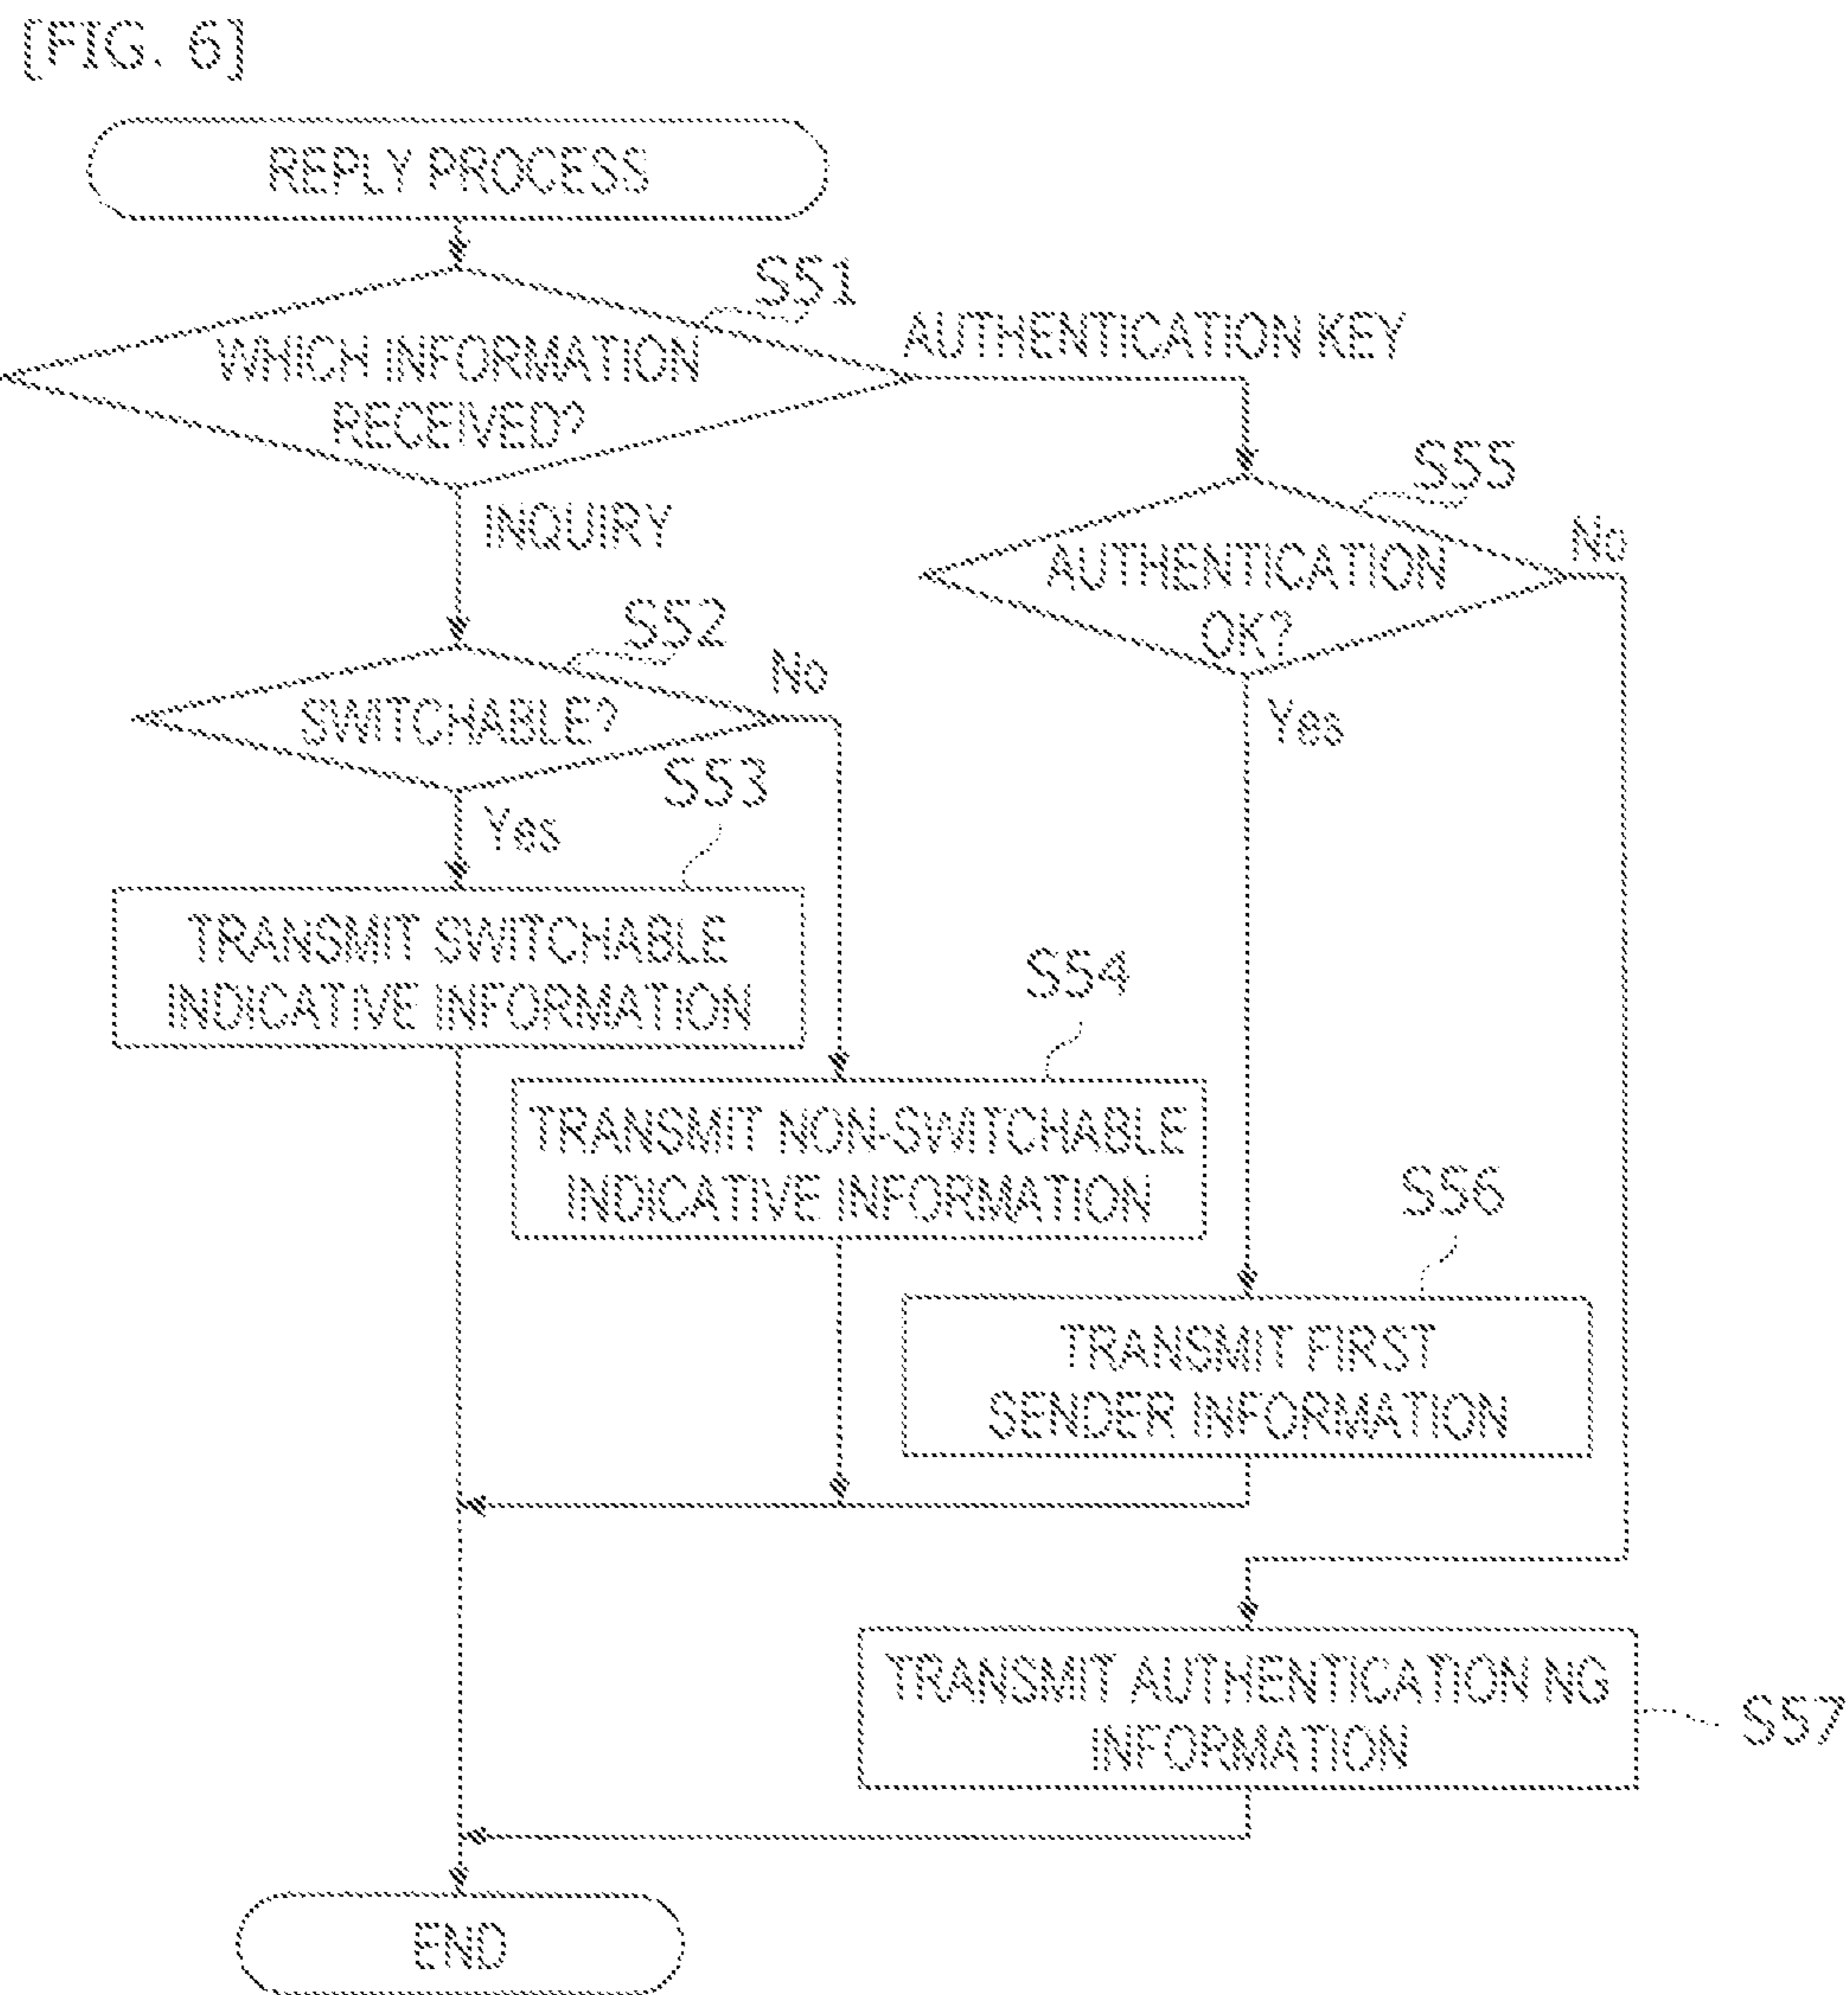 [FIG. 6]
REPLY PROCESS
S51
WHICH INFORMATION
RECEIVED?
AUTHENTICATION KEY
INQUIRY
S55
AUTHENTICATION
OK?
No
Yes
S52
SWITCHABLE?
No
Yes
S53
TRANSMIT SWITCHABLE
INDICATIVE INFORMATION
S54
TRANSMIT NON-SWITCHABLE
INDICATIVE INFORMATION
S56
TRANSMIT FIRST
SENDER INFORMATION
TRANSMIT AUTHENTICATION NG
INFORMATION
S57
END